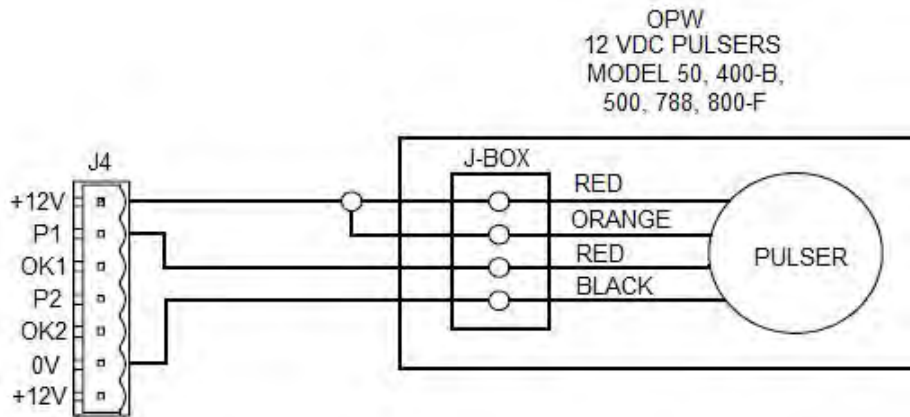 OPW
12 VDC PULSERS
MODEL 50, 400-B,
500, 788, 800-F
J4
J-BOX
+12V
P1
OK1
P2
OK2
0V
+12V
RED
ORANGE
RED
BLACK
PULSER